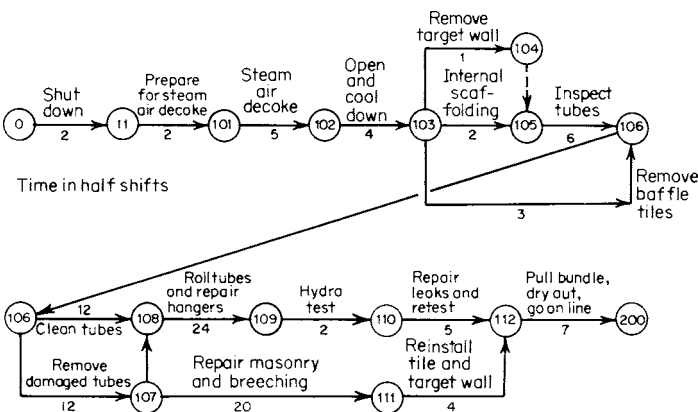 Remove
target wall
1
104
Shut
down
2
Prepare
for steam
air decoke
2
Steam
air
decoke
5
Open
and
cool
down
4
Internal
scaf-
folding
2
Inspect
tubes
6
0
11
101
102
103
105
106
Time in half shifts
3
Remove
baffle
tiles
12
Clean tubes
Roll tubes
and repair
hangers
24
Hydro
test
2
Repair
leaks and
retest
5
Pull bundle,
dry out,
go on line
7
106
108
109
110
112
200
Remove
damaged tubes
12
Repair masonry
and breeching
20
Reinstall
tile and
target wall
4
107
111